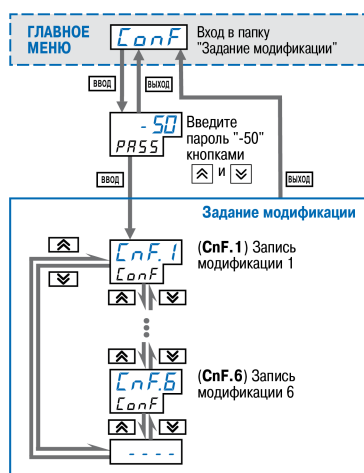 ГЛАВНОЕ
МЕНЮ
ConF
Вход в папку
"Задание модификации"
ВВОД
ВЫХОД
-50
PASS
Введите
пароль "-50"
кнопками
и
ВВОД
ВЫХОД
Задание модификации
CnF.1
ConF
(CnF.1) Запись
модификации 1
CnF.6
ConF
(CnF.6) Запись
модификации 6
----